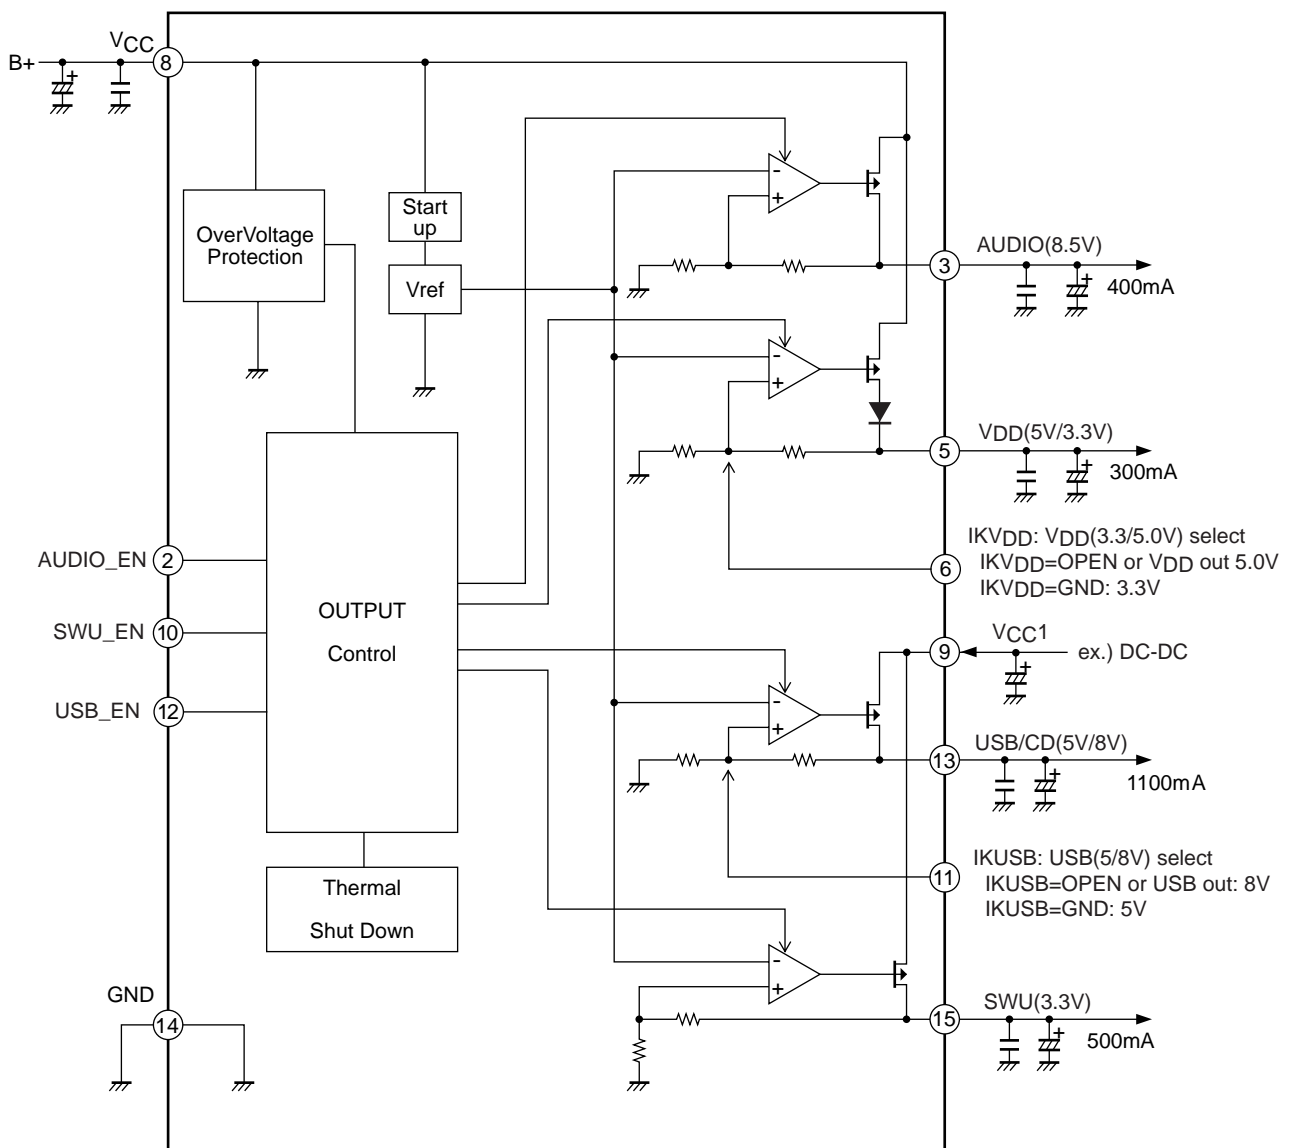 VCC
B+
8
Start
up
OverVoltage
Protection
Vref
-
+
AUDIO(8.5V)
3
400mA
-
+
VDD(5V/3.3V)
5
300mA
IKVDD: VDD(3.3/5.0V) select
IKVDD=OPEN or VDD out 5.0V
IKVDD=GND: 3.3V
6
AUDIO_EN 2
SWU_EN 10
USB_EN 12
OUTPUT
Control
VCC1
9
ex.) DC-DC
-
+
USB/CD(5V/8V)
13
1100mA
IKUSB: USB(5/8V) select
IKUSB=OPEN or USB out: 8V
IKUSB=GND: 5V
11
Thermal
Shut Down
-
+
GND
14
SWU(3.3V)
15
500mA
+
+
+
+
+
+